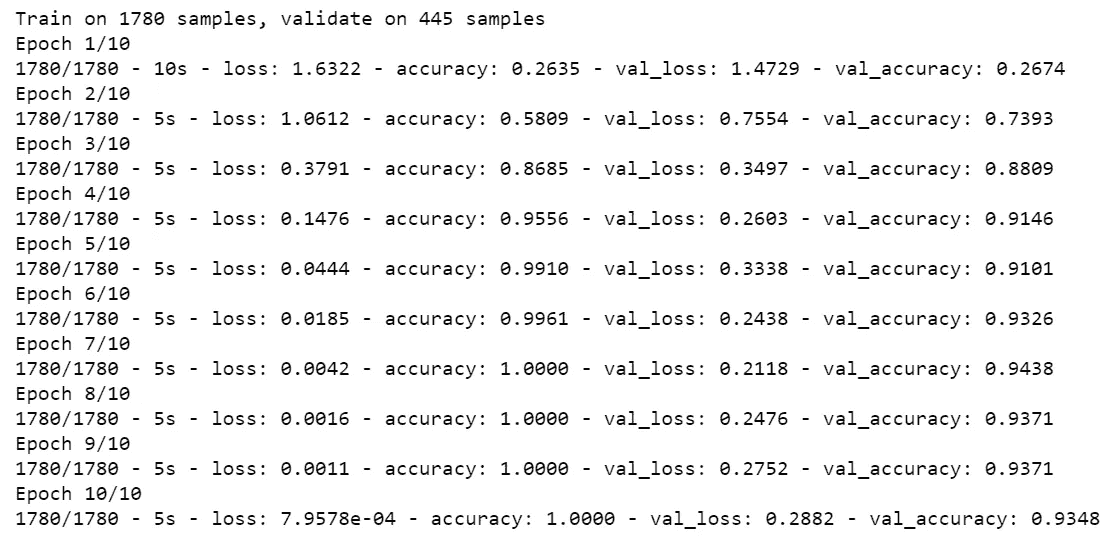 Train on 1780 samples, validate on 445 samples
Epoch 1/10
1780/1780 - 10s - loss: 1.6322 - accuracy: 0.2635 - val_loss: 1.4729 - val_accuracy: 0.2674
Epoch 2/10
1780/1780 - 5s - loss: 1.0612 - accuracy: 0.5809 - val_loss: 0.7554 - val_accuracy: 0.7393
Epoch 3/10
1780/1780 - 5s - loss: 0.3791 - accuracy: 0.8685 - val_loss: 0.3497 - val_accuracy: 0.8809
Epoch 4/10
1780/1780 - 5s - loss: 0.1476 - accuracy: 0.9556 - val_loss: 0.2603 - val_accuracy: 0.9146
Epoch 5/10
1780/1780 - 5s - loss: 0.0444 - accuracy: 0.9910 - val_loss: 0.3338 - val_accuracy: 0.9101
Epoch 6/10
1780/1780 - 5s - loss: 0.0185 - accuracy: 0.9961 - val_loss: 0.2438 - val_accuracy: 0.9326
Epoch 7/10
1780/1780 - 5s - loss: 0.0042 - accuracy: 1.0000 - val_loss: 0.2118 - val_accuracy: 0.9438
Epoch 8/10
1780/1780 - 5s - loss: 0.0016 - accuracy: 1.0000 - val_loss: 0.2476 - val_accuracy: 0.9371
Epoch 9/10
1780/1780 - 5s - loss: 0.0011 - accuracy: 1.0000 - val_loss: 0.2752 - val_accuracy: 0.9371
Epoch 10/10
1780/1780 - 5s - loss: 7.9578e-04 - accuracy: 1.0000 - val_loss: 0.2882 - val_accuracy: 0.9348